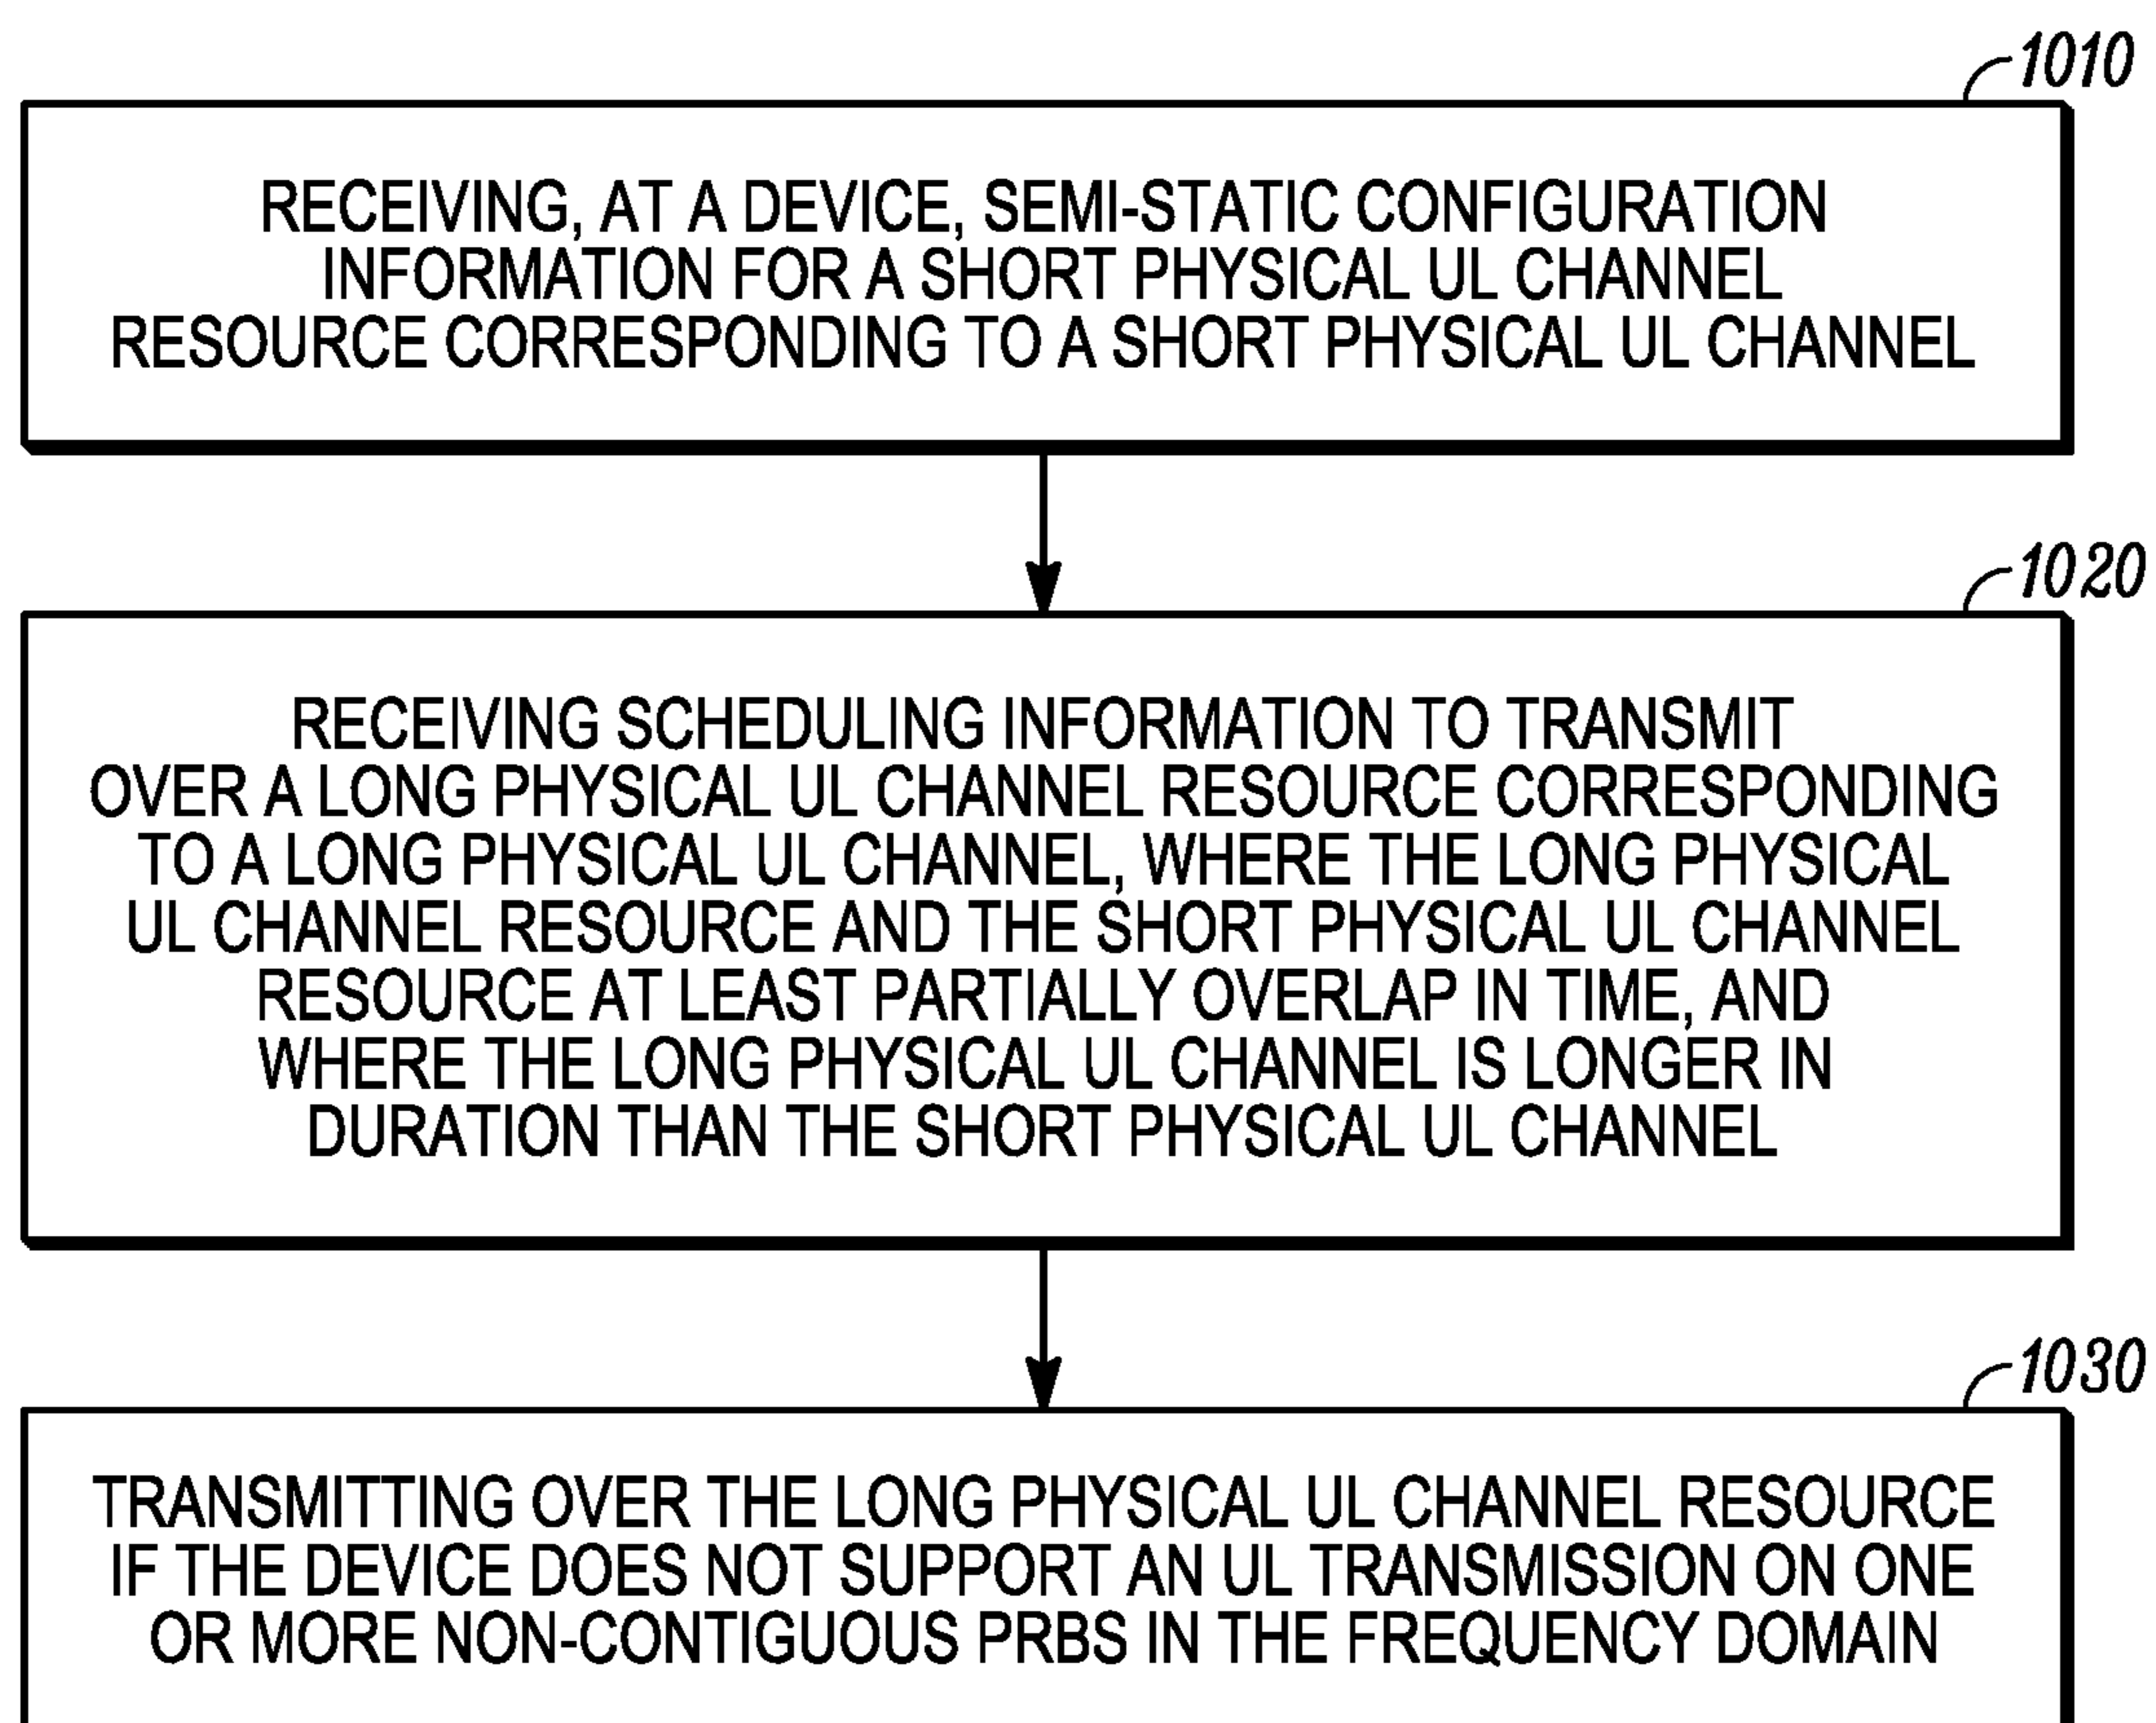 1010
RECEIVING, AT A DEVICE, SEMI-STATIC CONFIGURATION
INFORMATION FOR A SHORT PHYSICAL UL CHANNEL
RESOURCE CORRESPONDING TO A SHORT PHYSICAL UL CHANNEL
1020
RECEIVING SCHEDULING INFORMATION TO TRANSMIT
OVER A LONG PHYSICAL UL CHANNEL RESOURCE CORRESPONDING
TO A LONG PHYSICAL UL CHANNEL, WHERE THE LONG PHYSICAL
UL CHANNEL RESOURCE AND THE SHORT PHYSICAL UL CHANNEL
RESOURCE AT LEAST PARTIALLY OVERLAP IN TIME, AND
WHERE THE LONG PHYSICAL UL CHANNEL IS LONGER IN
DURATION THAN THE SHORT PHYSICAL UL CHANNEL
1030
TRANSMITTING OVER THE LONG PHYSICAL UL CHANNEL RESOURCE
IF THE DEVICE DOES NOT SUPPORT AN UL TRANSMISSION ON ONE
OR MORE NON-CONTIGUOUS PRBS IN THE FREQUENCY DOMAIN